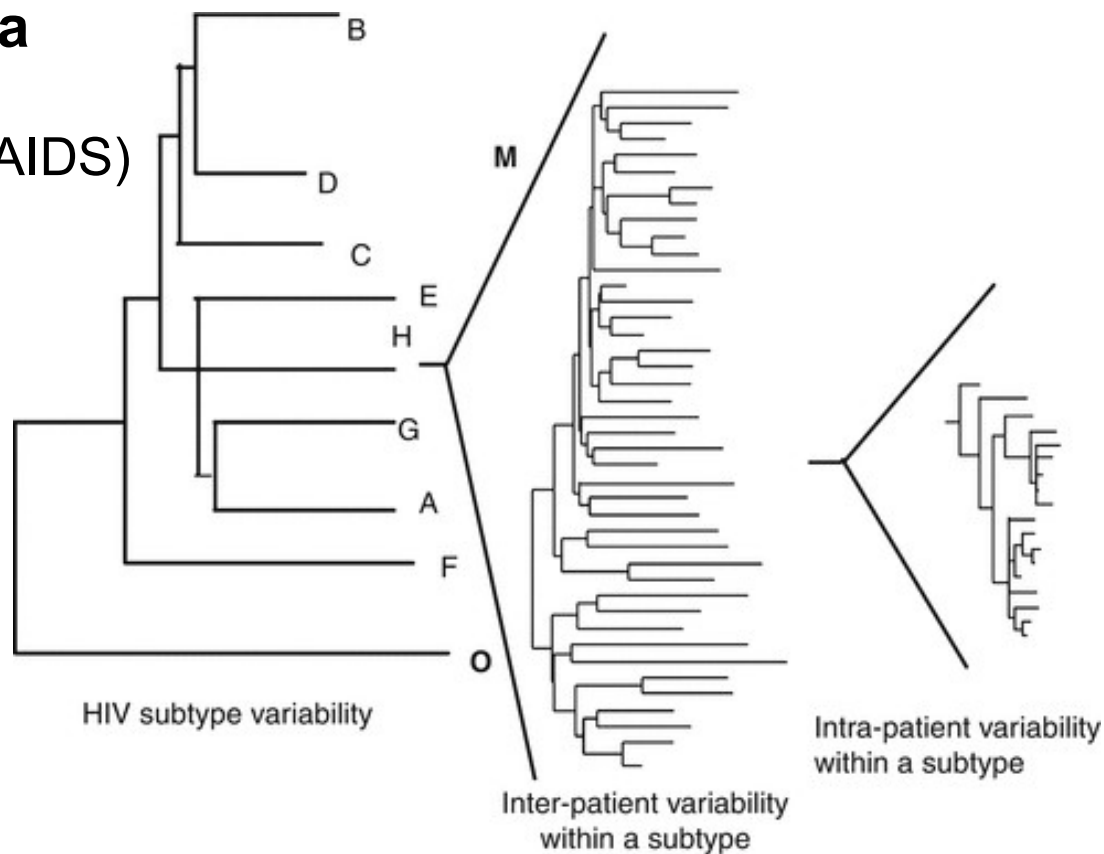 a
AIDS)
B
D
C
E
H
G
A
F
O
M
HIV subtype variability
Inter-patient variability
within a subtype
Intra-patient variability
within a subtype